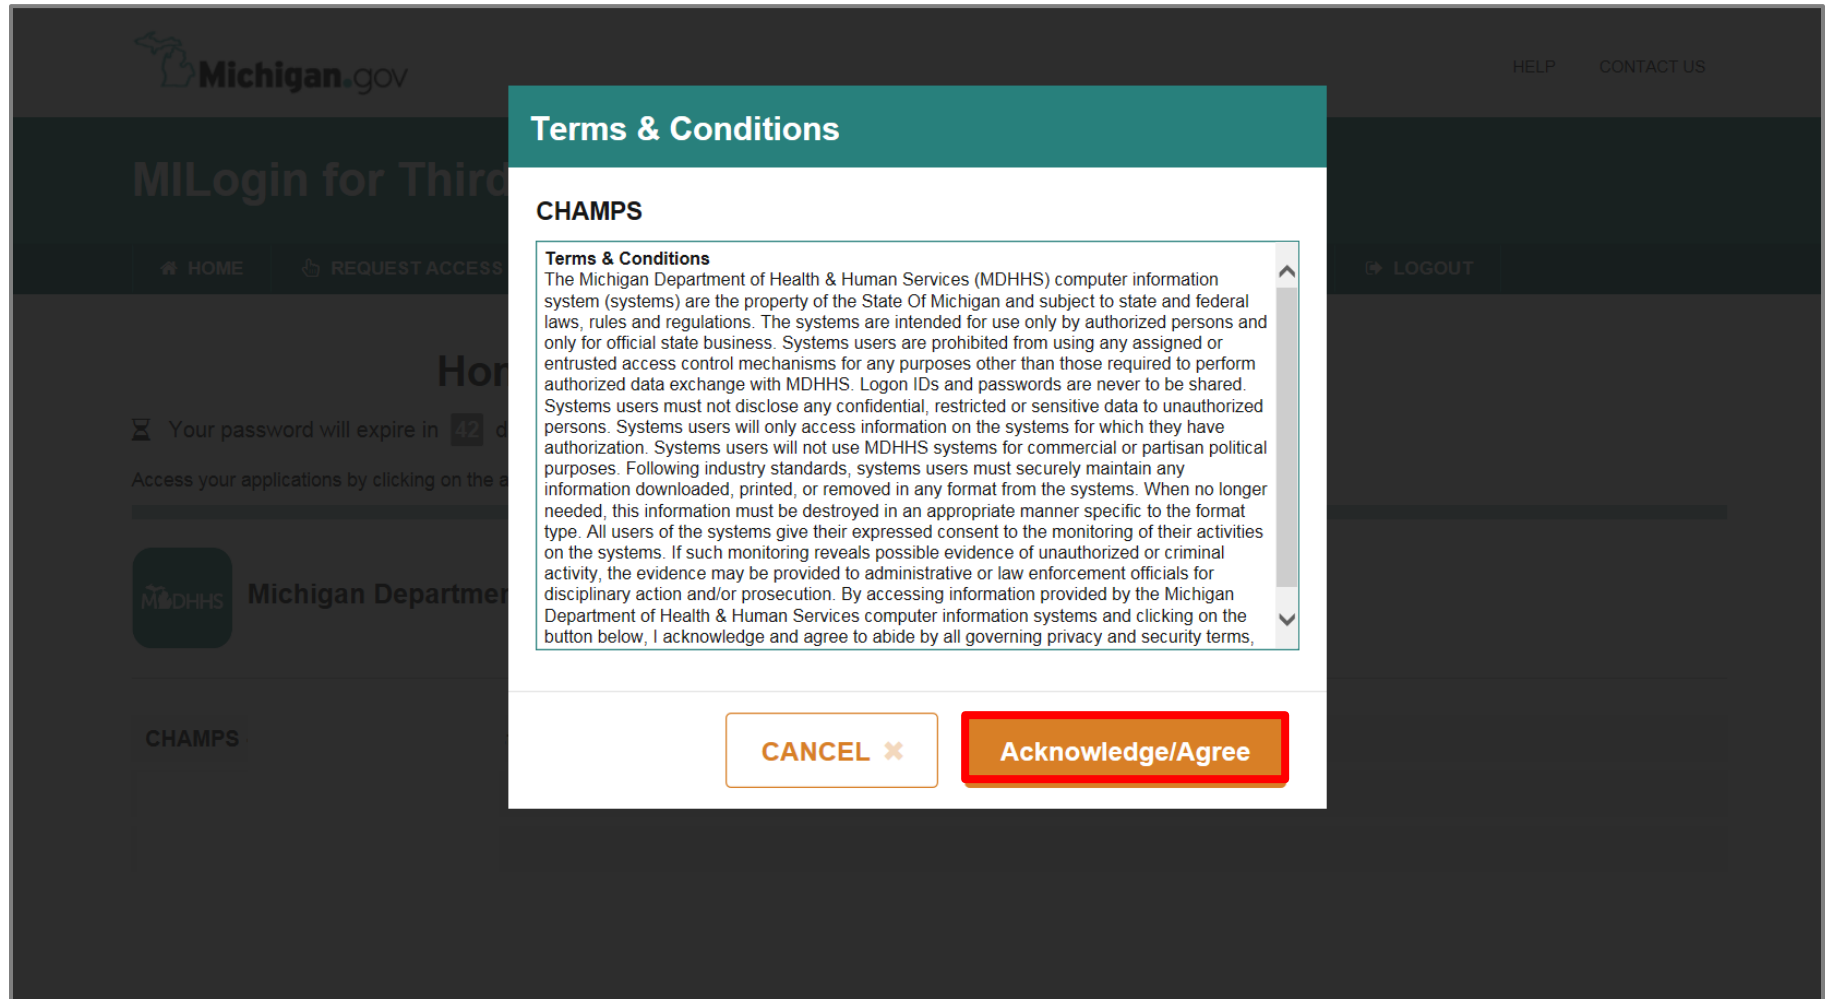 Michigan.gov
HELP CONTACT US
Terms & Conditions
MILogin for Third
CHAMPS
HOME REQUEST ACCESS LOGOUT
Terms & Conditions
The Michigan Department of Health & Human Services (MDHHS) computer information
system (systems) are the property of the State Of Michigan and subject to state and federal
laws, rules and regulations. The systems are intended for use only by authorized persons and
only for official state business. Systems users are prohibited from using any assigned or
entrusted access control mechanisms for any purposes other than those required to perform
authorized data exchange with MDHHS. Logon IDs and passwords are never to be shared.
Systems users must not disclose any confidential, restricted or sensitive data to unauthorized
persons. Systems users will only access information on the systems for which they have
authorization. Systems users will not use MDHHS systems for commercial or partisan political
purposes. Following industry standards, systems users must securely maintain any
information downloaded, printed, or removed in any format from the systems. When no longer
needed, this information must be destroyed in an appropriate manner specific to the format
type. All users of the systems give their expressed consent to the monitoring of their activities
on the systems. If such monitoring reveals possible evidence of unauthorized or criminal
activity, the evidence may be provided to administrative or law enforcement officials for
disciplinary action and/or prosecution. By accessing information provided by the Michigan
Department of Health & Human Services computer information systems and clicking on the
button below, I acknowledge and agree to abide by all governing privacy and security terms,
Hor
Your password will expire in 42 d
Access your applications by clicking on the a
MDHHS Michigan Departmen
CHAMPS
CANCEL Acknowledge/Agree